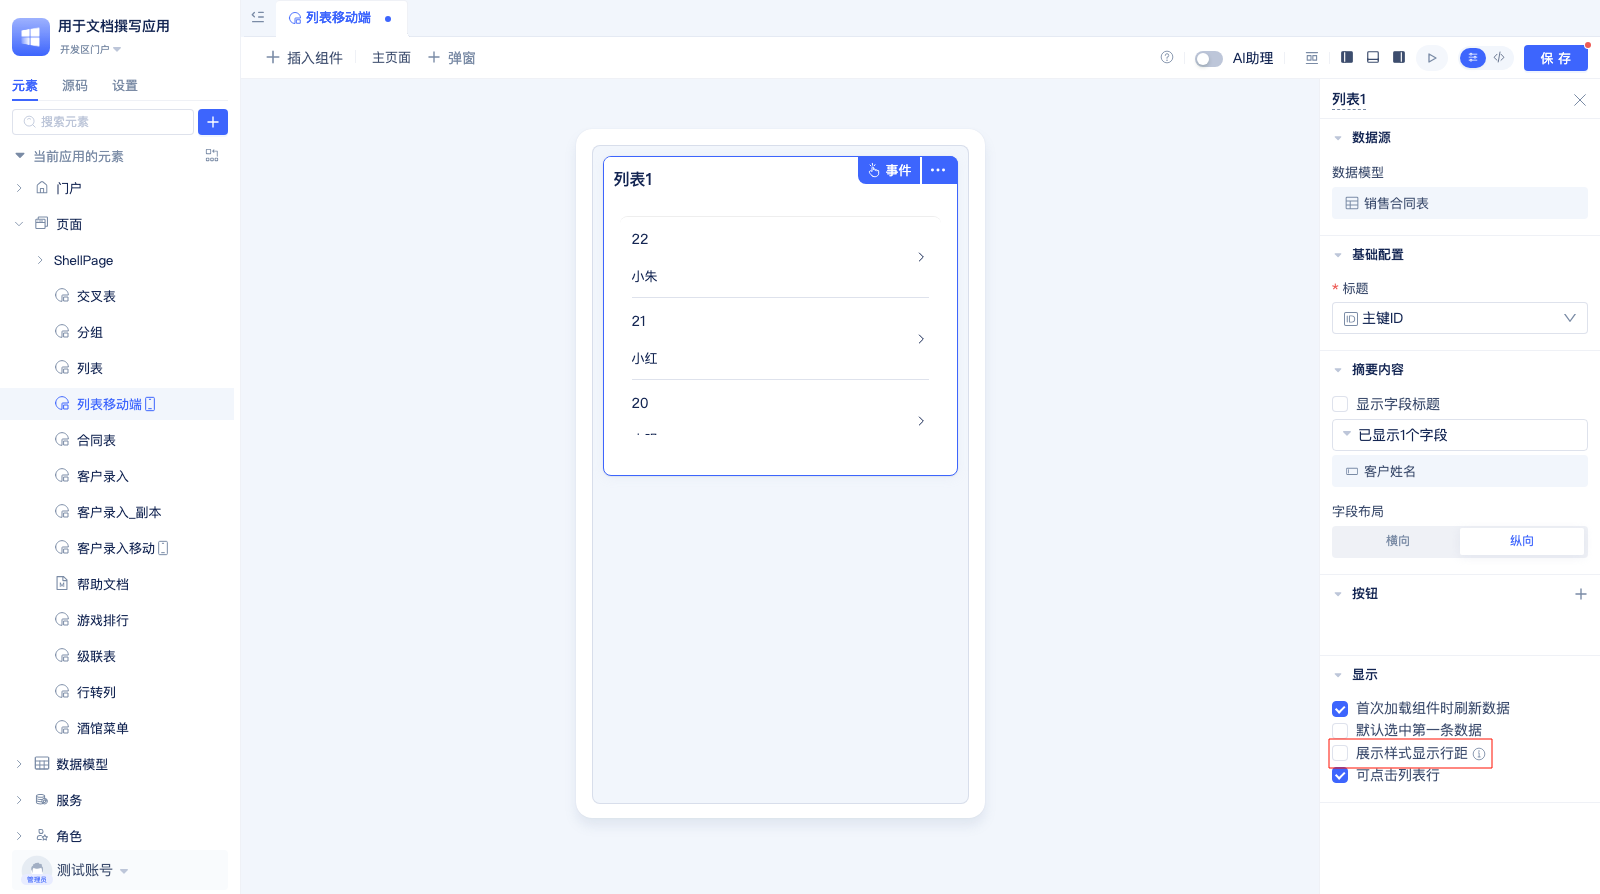 用于文档撰写应用
开发区门户
元素 源码 设置
搜索元素
当前应用的元素
门户
页面
ShellPage
交叉表
分组
列表
列表移动端
合同表
客户录入
客户录入_副本
客户录入移动
帮助文档
游戏排行
级联表
行转列
酒馆菜单
数据模型
服务
角色
测试账号
管理员
列表移动端
插入组件 主页面 弹窗
AI助理
保存
列表1
事件
22
小朱
21
小红
20
列表1
数据源
数据模型
销售合同表
基础配置
* 标题
主键ID
摘要内容
显示字段标题
已显示1个字段
客户姓名
字段布局
横向 纵向
按钮
显示
首次加载组件时刷新数据
默认选中第一条数据
展示样式显示行距
可点击列表行